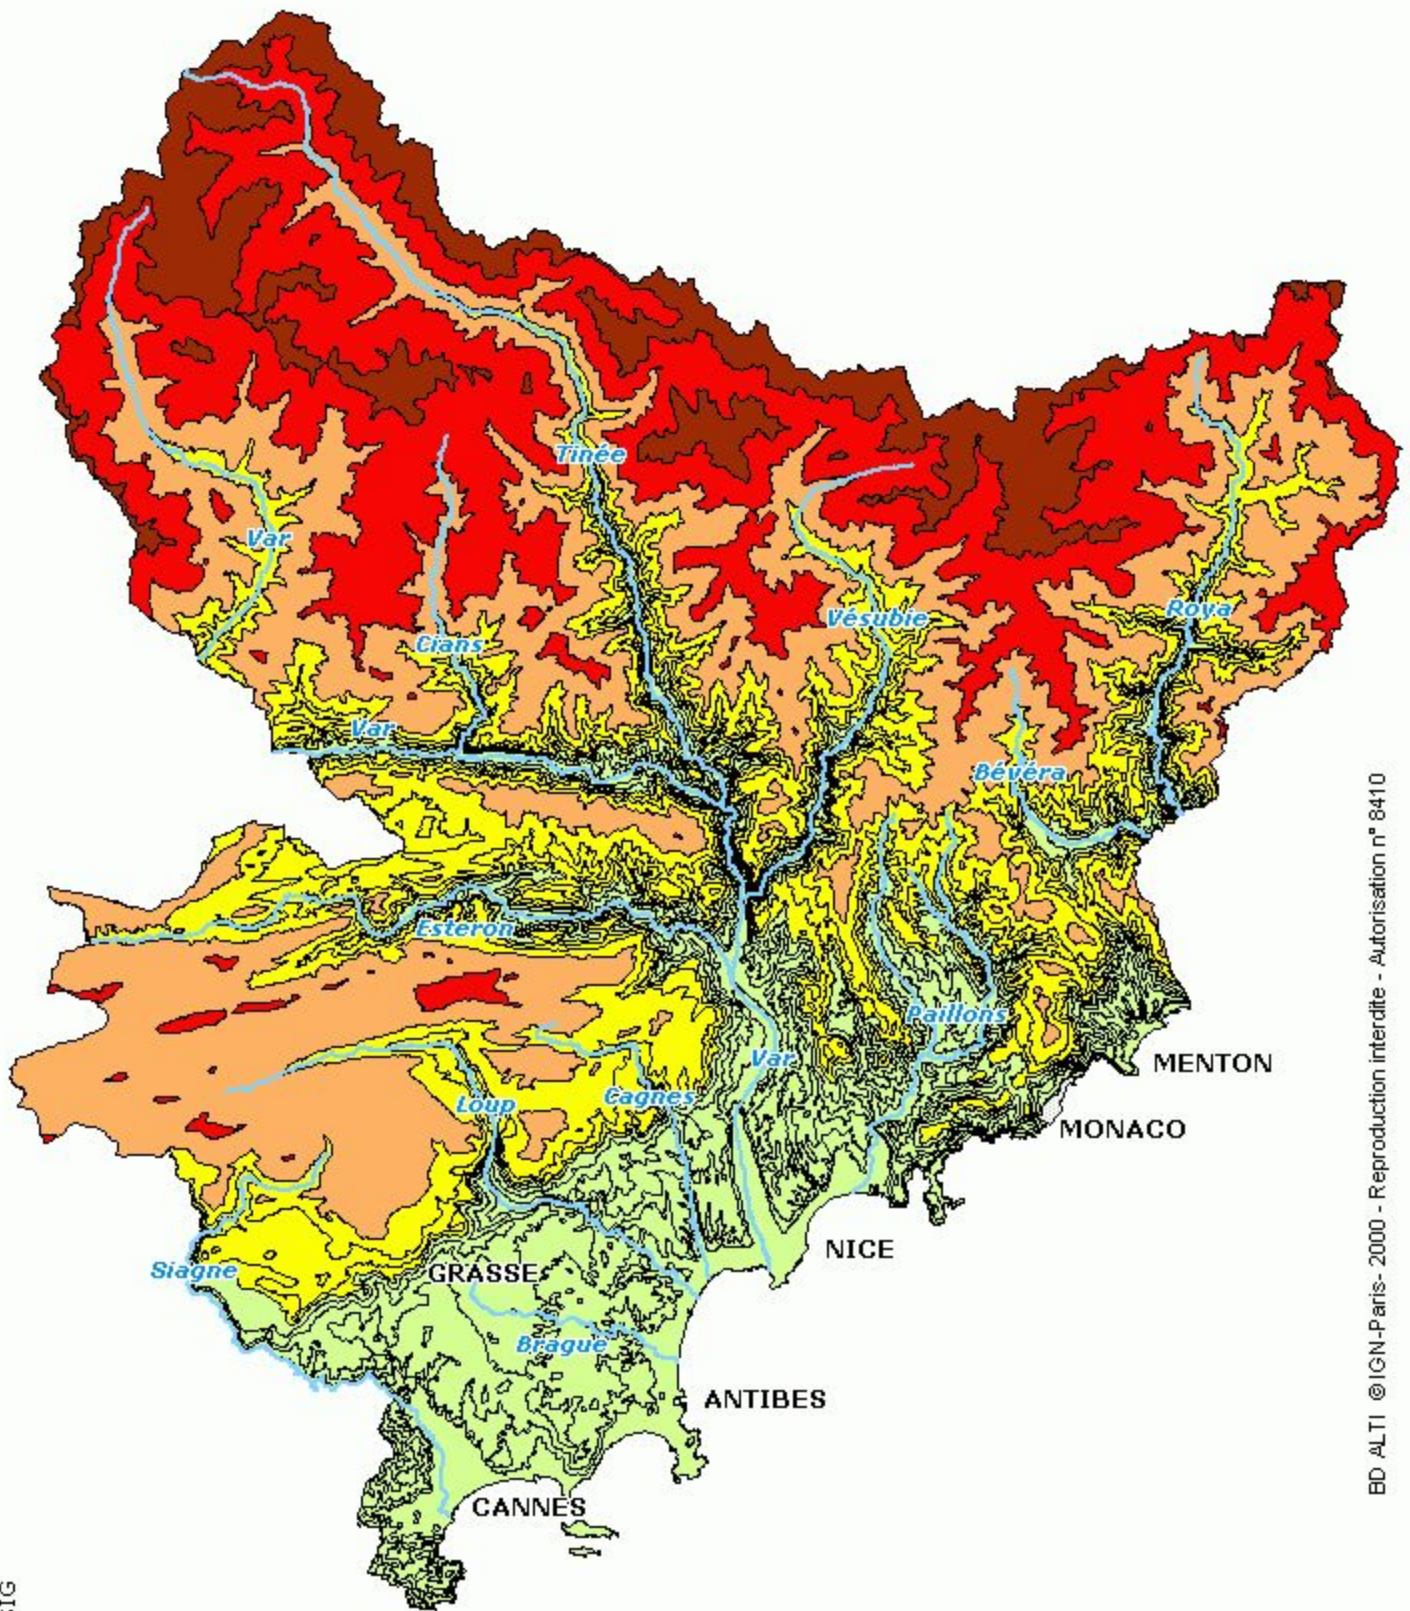 Tinée
Var
Vésubie
Roya
Cians
Var
Bévéra
Esteron
Paillons
Var
MENTON
Cagnes
Loup
MONACO
NICE
Siagne
GRASSE
Brague
ANTIBES
CANNES
BD ALTI ©IGN-Paris- 2000 - Reproduction interdite - Autorisation n° 8410